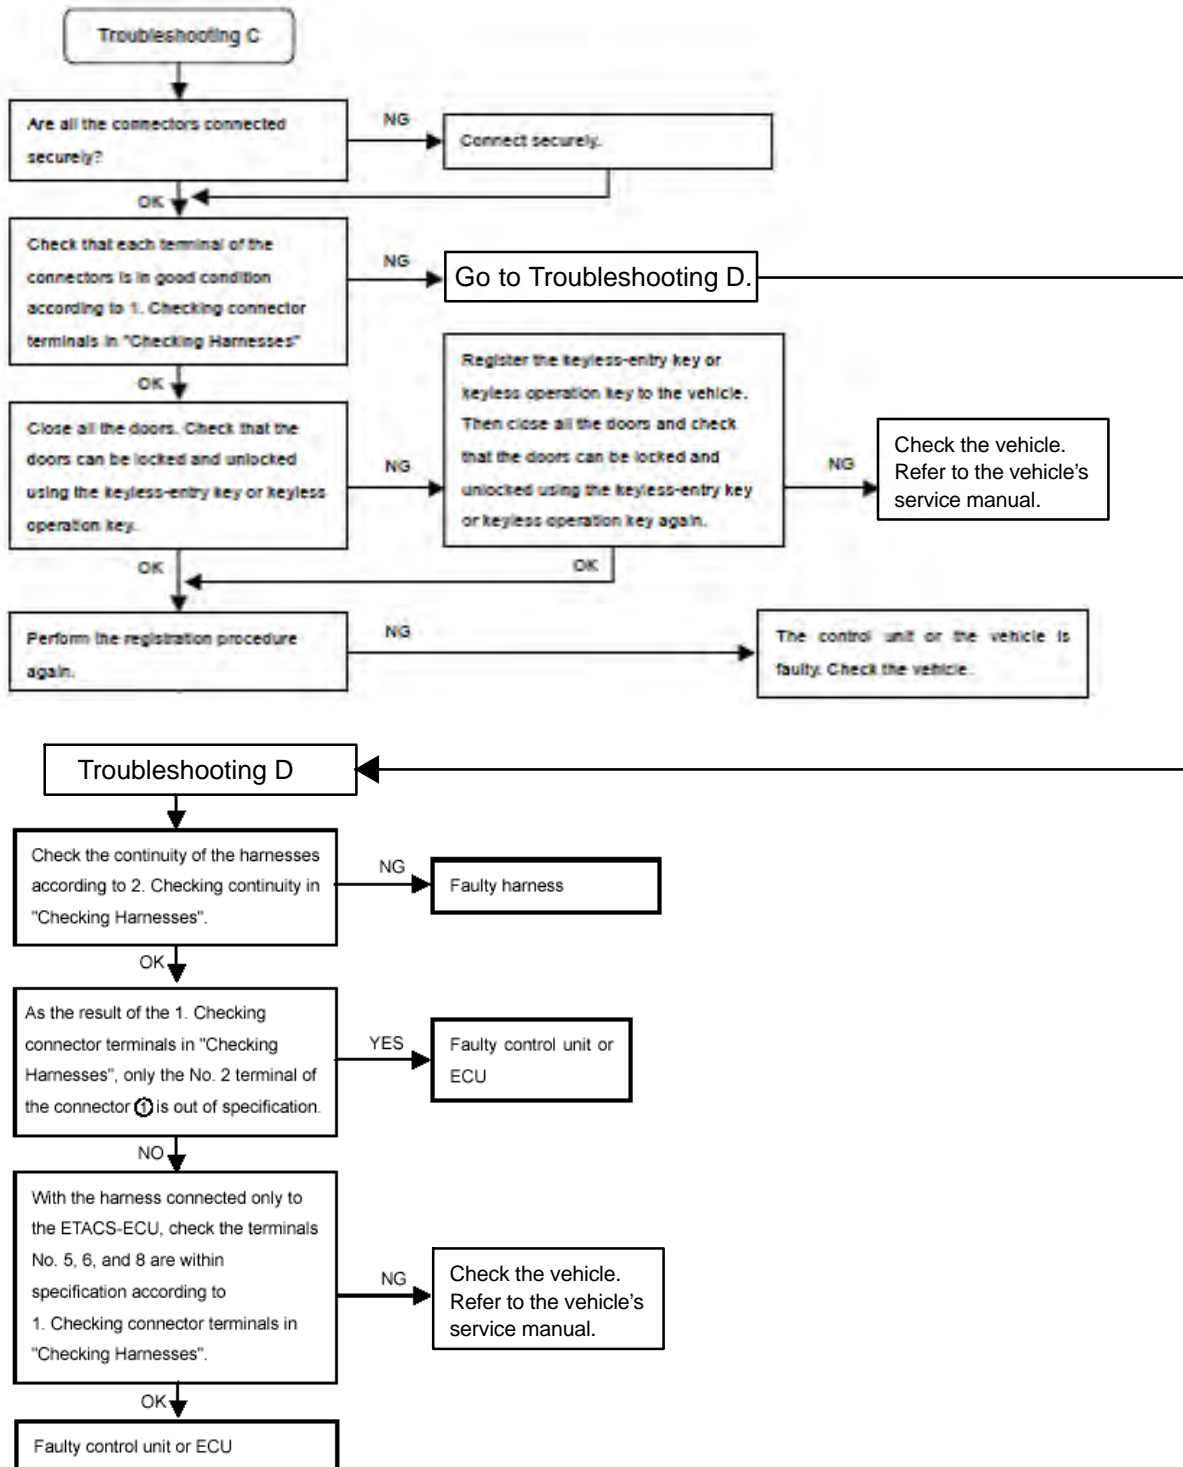 Troubleshooting C
Are all the connectors connected
securely?
NG
Connect securely.
OK
Check that each terminal of the
connectors is in good condition
according to 1. Checking connector
terminals in "Checking Harnesses"
NG
Go to Troubleshooting D.
OK
Close all the doors. Check that the
doors can be locked and unlocked
using the keyless-entry key or keyless
operation key.
NG
Register the keyless-entry key or
keyless operation key to the vehicle.
Then close all the doors and check
that the doors can be locked and
unlocked using the keyless-entry key
or keyless operation key again.
NG
Check the vehicle.
Refer to the vehicle's
service manual.
OK
OK
Perform the registration procedure
again.
NG
The control unit or the vehicle is
faulty. Check the vehicle.
Troubleshooting D
Check the continuity of the harnesses
according to 2. Checking continuity in
"Checking Harnesses".
NG
Faulty harness
OK
As the result of the 1. Checking
connector terminals in "Checking
Harnesses", only the No. 2 terminal of
the connector ① is out of specification.
YES
Faulty control unit or
ECU
NO
With the harness connected only to
the ETACS-ECU, check the terminals
No. 5, 6, and 8 are within
specification according to
1. Checking connector terminals in
"Checking Harnesses".
NG
Check the vehicle.
Refer to the vehicle's
service manual.
OK
Faulty control unit or ECU